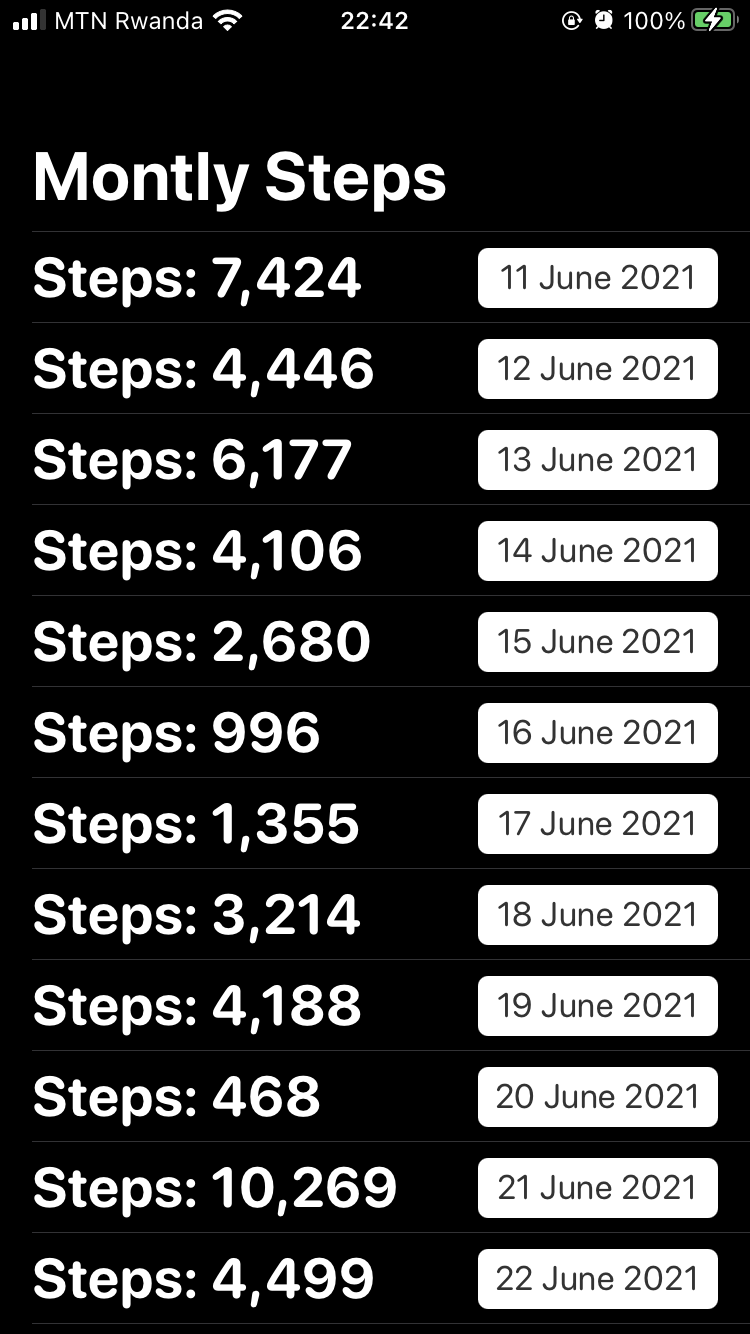 MTN Rwanda 22:42 100%
Montly Steps
Steps: 7,424 11 June 2021
Steps: 4,446 12 June 2021
Steps: 6,177 13 June 2021
Steps: 4,106 14 June 2021
Steps: 2,680 15 June 2021
Steps: 996 16 June 2021
Steps: 1,355 17 June 2021
Steps: 3,214 18 June 2021
Steps: 4,188 19 June 2021
Steps: 468 20 June 2021
Steps: 10,269 21 June 2021
Steps: 4,499 22 June 2021